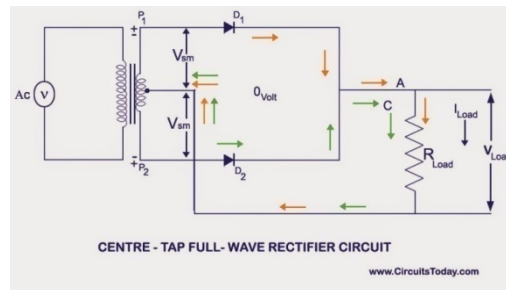 P1
D1
+
-
Vsm
Ac
v
0Volt
A
C
ILoad
Vsm
RLoad
VLoa
-
+
P2
D2
CENTRE - TAP FULL- WAVE RECTIFIER CIRCUIT
www.CircuitsToday.com